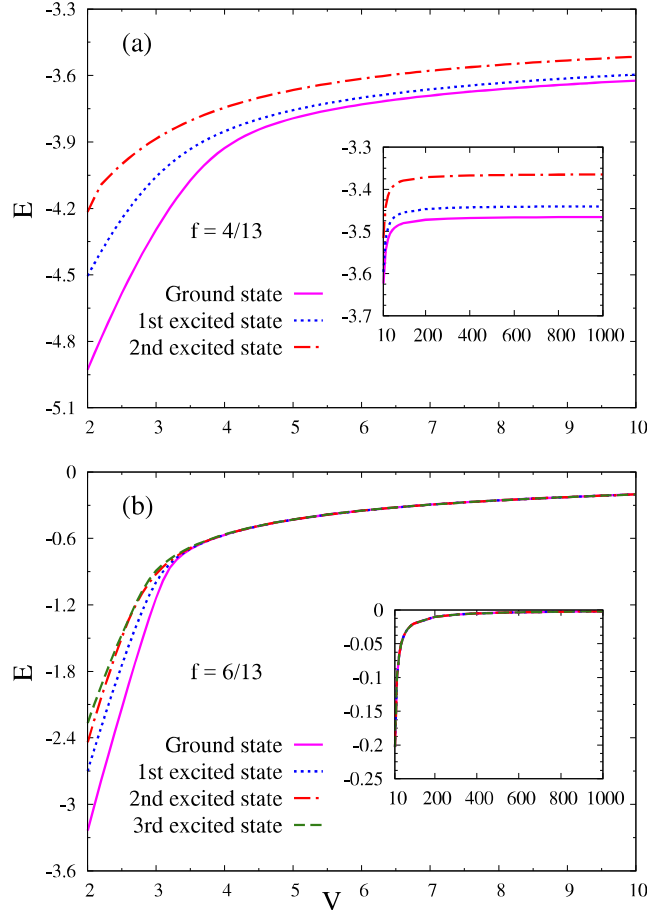 -3.3
(a)
-3.6
-3.9
-4.2
-4.5
-4.8
-5.1
E
f = 4/13
Ground state
1st excited state
2nd excited state
-3.3
-3.4
-3.5
-3.6
-3.7
10 200 400 600 800 1000
2 3 4 5 6 7 8 9 10
0
(b)
-0.6
-1.2
-1.8
-2.4
-3
-3.6
E
f = 6/13
Ground state
1st excited state
2nd excited state
3rd excited state
0
-0.05
-0.1
-0.15
-0.2
-0.25
10 200 400 600 800 1000
2 3 4 5 6 7 8 9 10
V